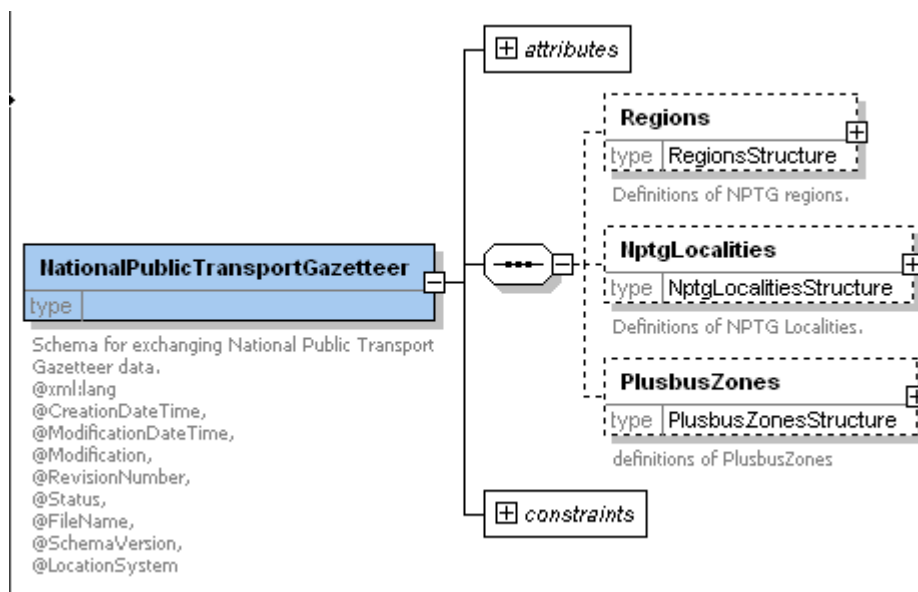 attributes
Regions
type RegionsStructure
Definitions of NPTG regions.
NationalPublicTransportGazetteer
type
Schema for exchanging National Public Transport
Gazetteer data.
@xml:lang
@CreationDateTime,
@ModificationDateTime,
@Modification,
@RevisionNumber,
@Status,
@FileName,
@SchemaVersion,
@LocationSystem
NptgLocalities
type NptgLocalitiesStructure
Definitions of NPTG Localities.
PlusbusZones
type PlusbusZonesStructure
definitions of PlusbusZones
constraints